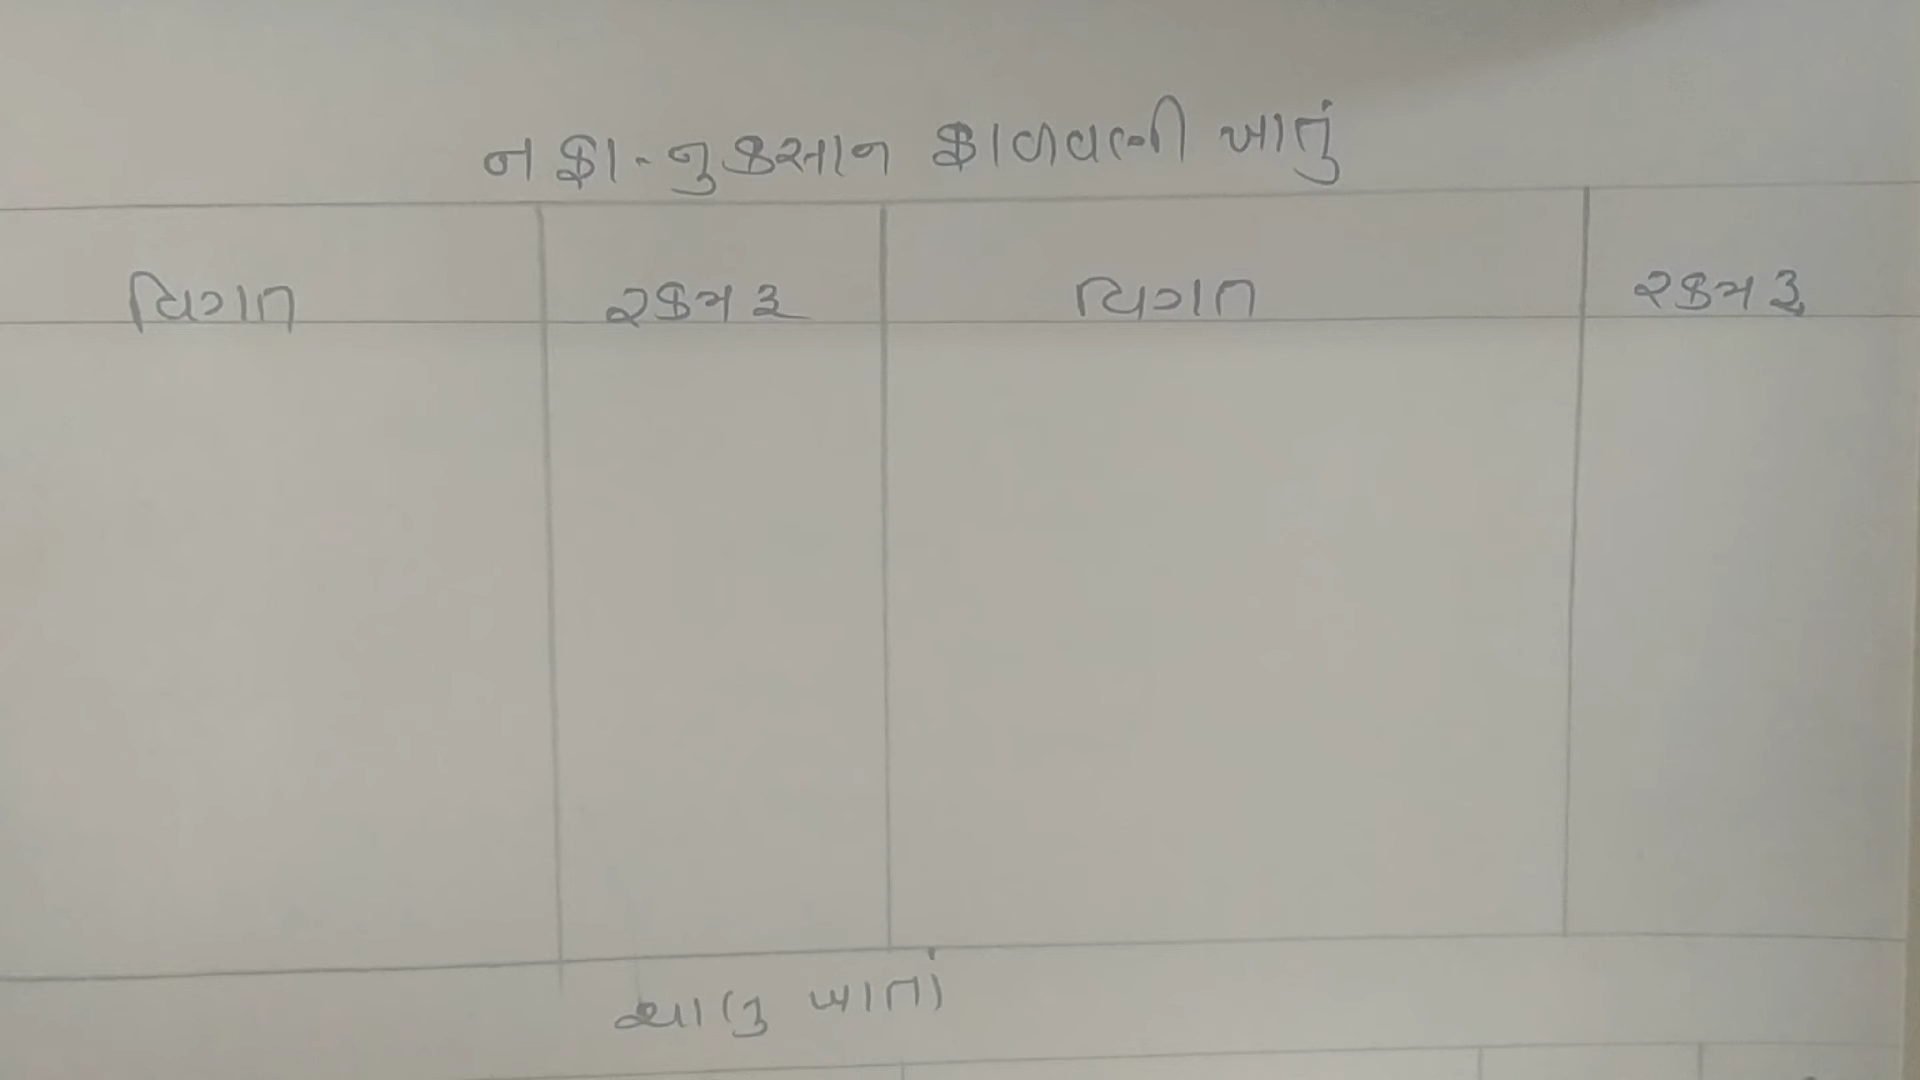 નફા-નુકસાન ફાળવણી ખાતું
વિગત રકમ રૂ વિગત રકમ રૂ
ચાલુ ખાતાં